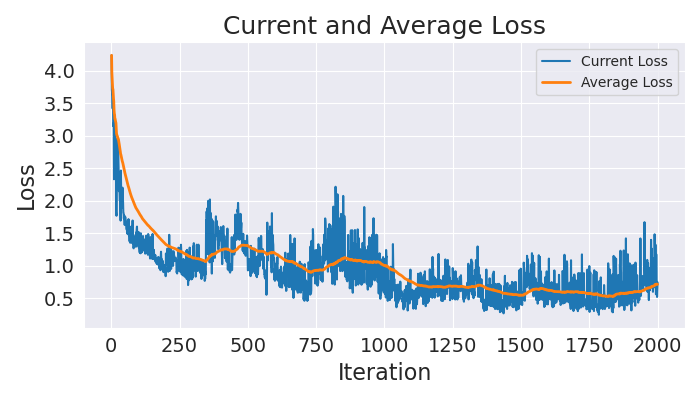 Current and Average Loss
Current Loss
Average Loss
Loss
4.0
3.5
3.0
2.5
2.0
1.5
1.0
0.5
0 250 500 750 1000 1250 1500 1750 2000
Iteration